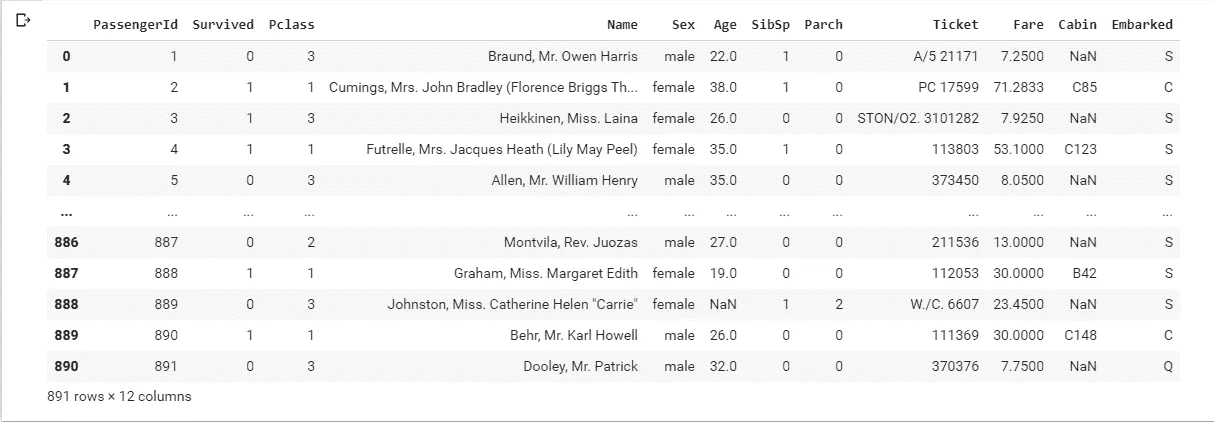 PassengerId Survived Pclass Name Sex Age SibSp Parch Ticket Fare Cabin Embarked
0 1 0 3 Braund, Mr. Owen Harris male 22.0 1 0 A/5 21171 7.2500 NaN S
1 2 1 1 Cumings, Mrs. John Bradley (Florence Briggs Th... female 38.0 1 0 PC 17599 71.2833 C85 C
2 3 1 3 Heikkinen, Miss. Laina female 26.0 0 0 STON/O2. 3101282 7.9250 NaN S
3 4 1 1 Futrelle, Mrs. Jacques Heath (Lily May Peel) female 35.0 1 0 113803 53.1000 C123 S
4 5 0 3 Allen, Mr. William Henry male 35.0 0 0 373450 8.0500 NaN S
... ... ... ... ... ... ... ... ... ... ... ... ...
886 887 0 2 Montvila, Rev. Juozas male 27.0 0 0 211536 13.0000 NaN S
887 888 1 1 Graham, Miss. Margaret Edith female 19.0 0 0 112053 30.0000 B42 S
888 889 0 3 Johnston, Miss. Catherine Helen "Carrie" female NaN 1 2 W./C. 6607 23.4500 NaN S
889 890 1 1 Behr, Mr. Karl Howell male 26.0 0 0 111369 30.0000 C148 C
890 891 0 3 Dooley, Mr. Patrick male 32.0 0 0 370376 7.7500 NaN Q
891 rows × 12 columns